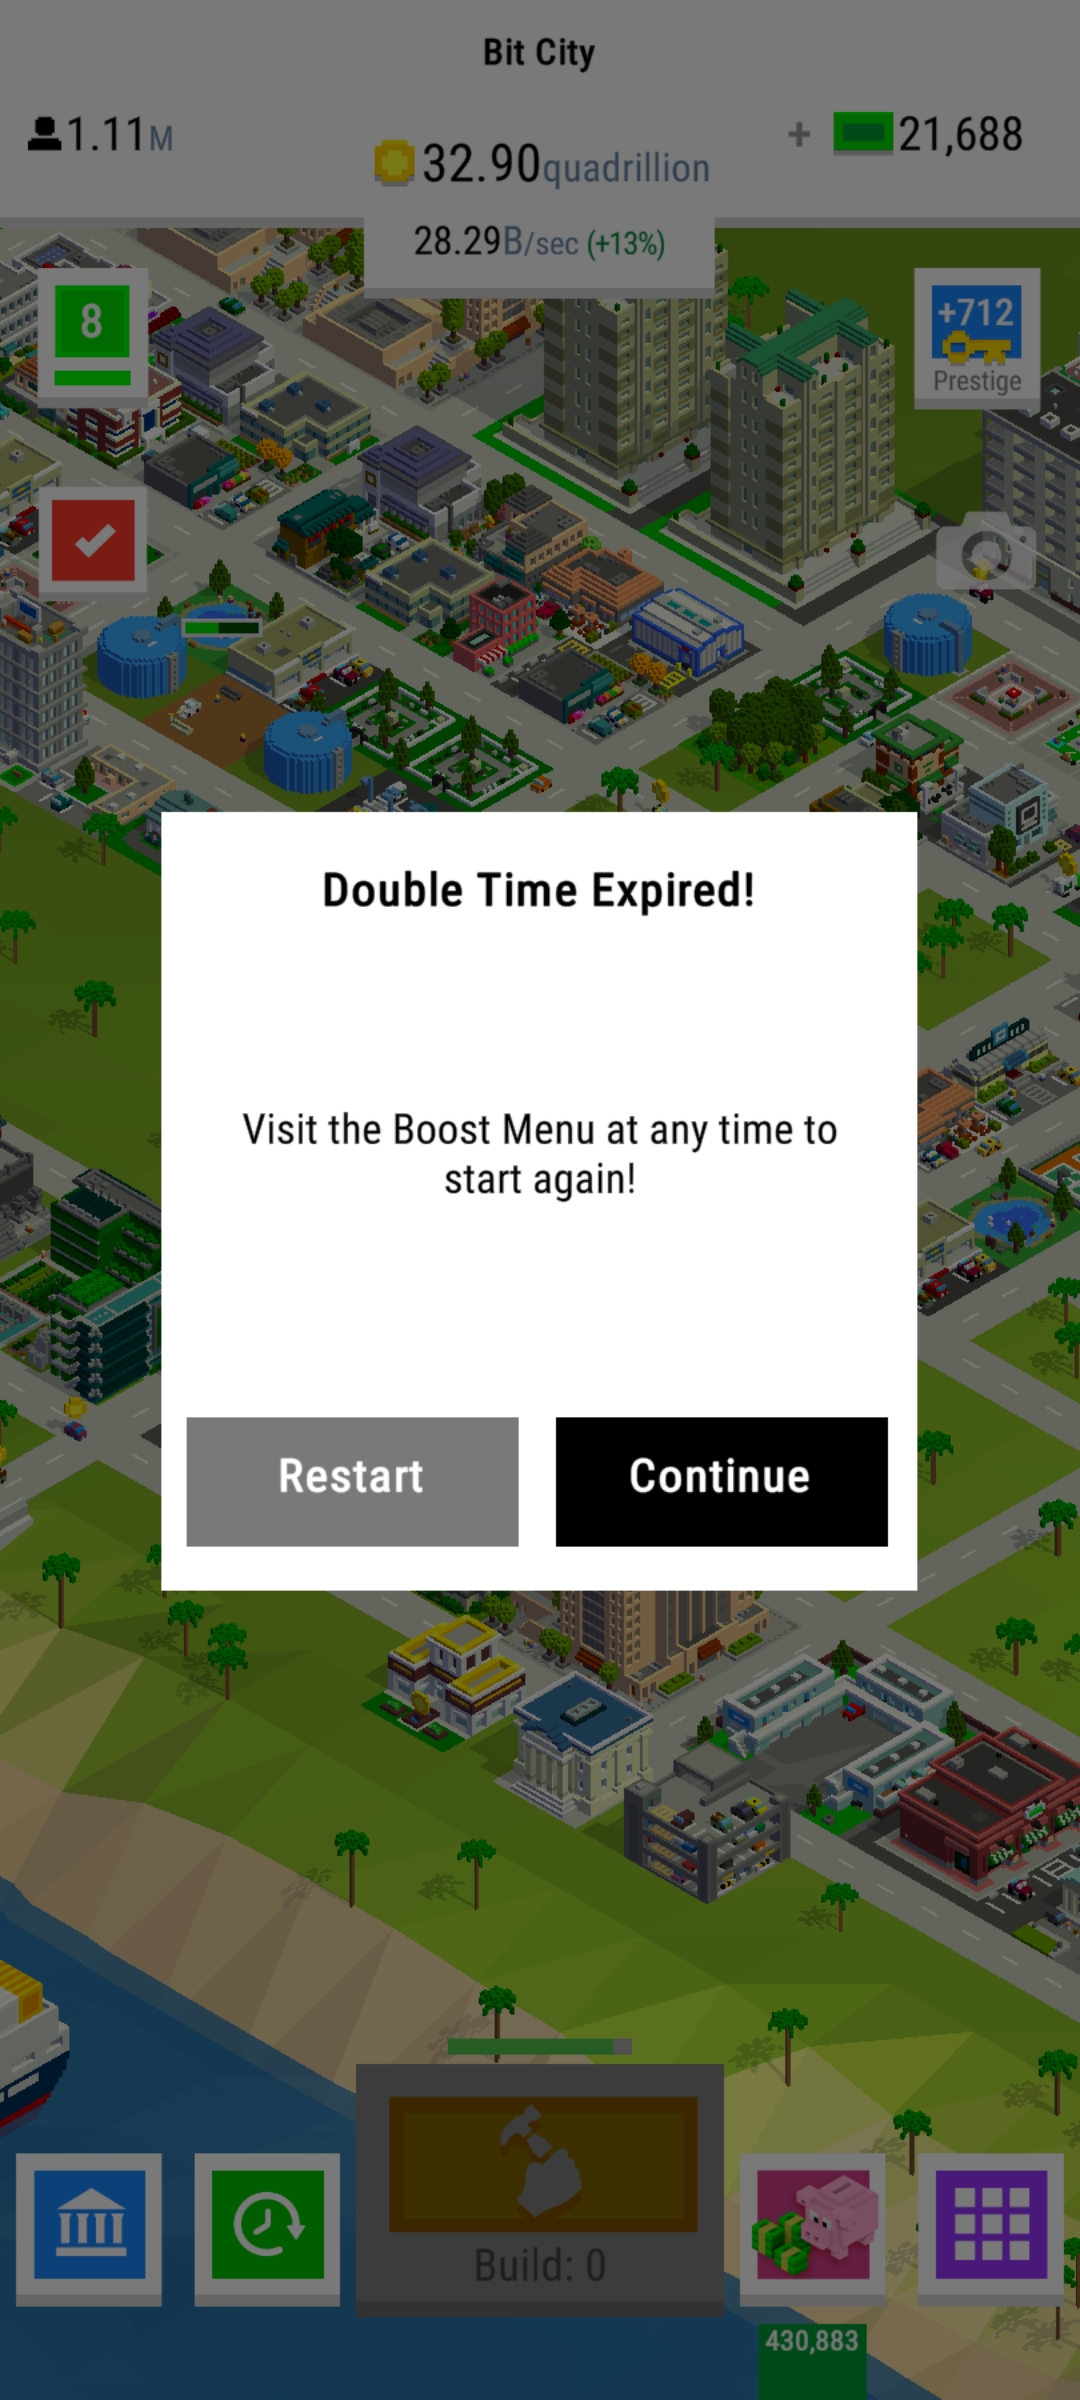 Bit City
1.11M
32.90quadrillion
+ 21,688
28.29B/sec (+13%)
8
+712
Prestige
Double Time Expired!
Visit the Boost Menu at any time to
start again!
Restart
Continue
Build: 0
430,883